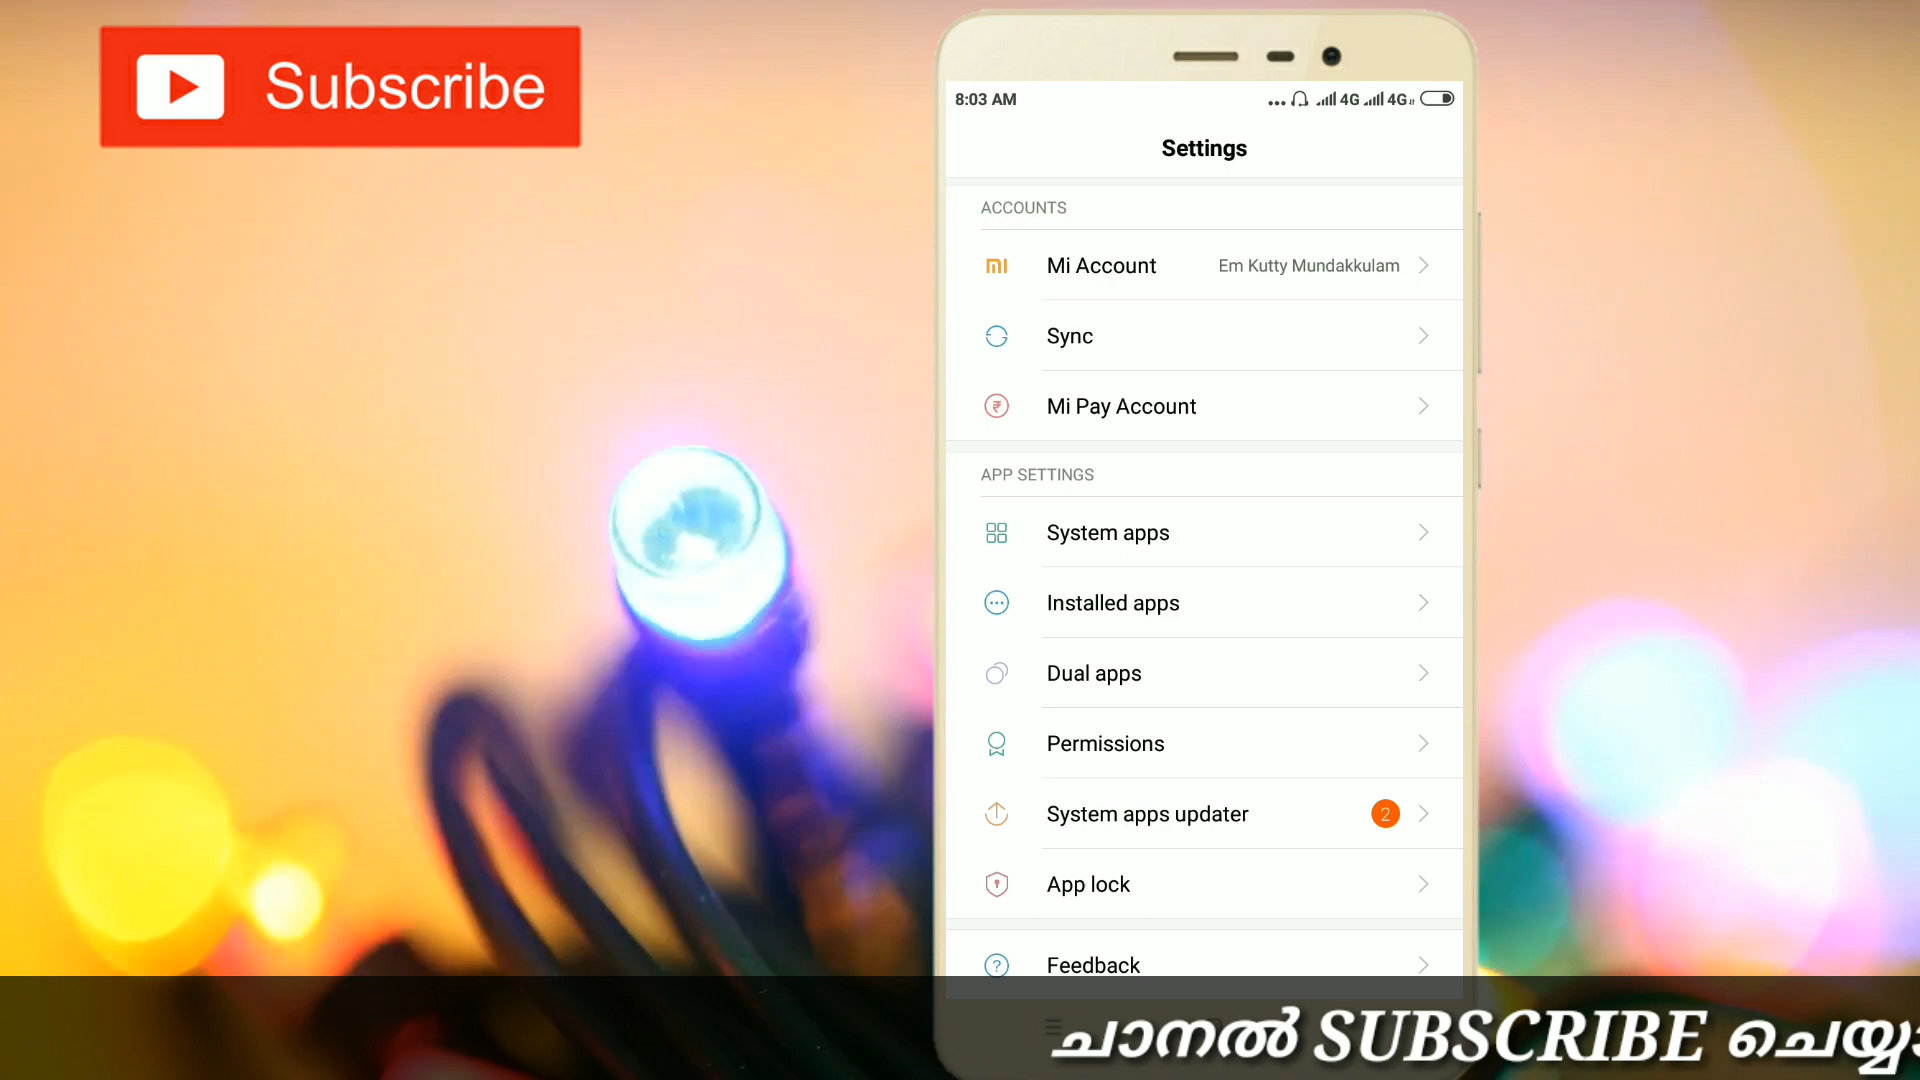 Subscribe
8:03 AM
4G 4G
Settings
ACCOUNTS
Mi Account Em Kutty Mundakkulam
Sync
Mi Pay Account
APP SETTINGS
System apps
Installed apps
Dual apps
Permissions
System apps updater 2
App lock
Feedback
ചാനൽ SUBSCRIBE